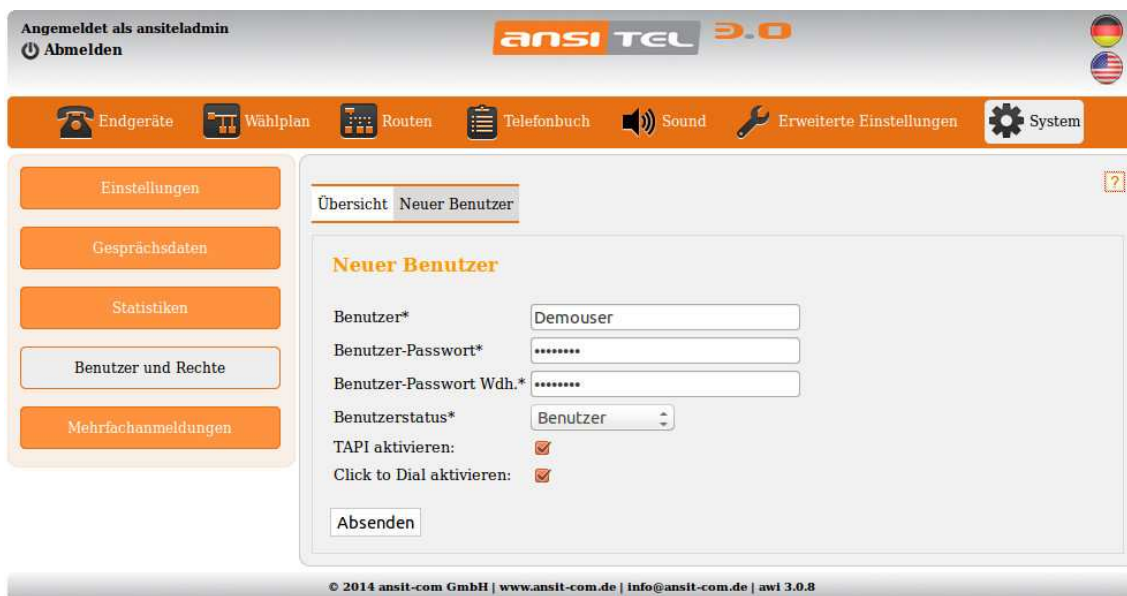 Angemeldet als ansiteladmin
Abmelden
ansi TEL 3.0
Endgeräte Wählplan Routen Telefonbuch Sound Erweiterte Einstellungen System
Einstellungen
Gesprächsdaten
Statistiken
Benutzer und Rechte
Mehrfachanmeldungen
?
Übersicht Neuer Benutzer
Neuer Benutzer
Benutzer* Demouser
Benutzer-Passwort* ••••••••
Benutzer-Passwort Wdh.* ••••••••
Benutzerstatus* Benutzer
TAPI aktivieren:
Click to Dial aktivieren:
Absenden
© 2014 ansit-com GmbH | www.ansit-com.de | info@ansit-com.de | awi 3.0.8